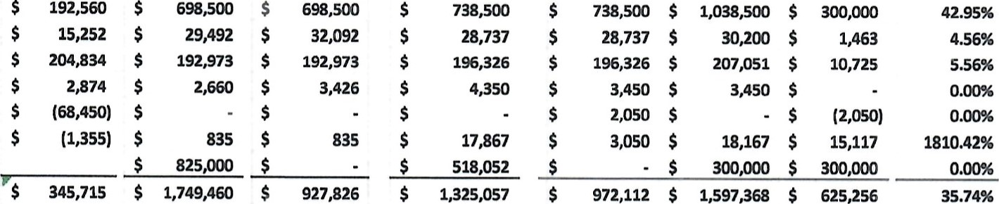 $ 192,560 $ 698,500 $ 698,500 $ 738,500 $ 738,500 $ 1,038,500 $ 300,000 42.95%
$ 15,252 $ 29,492 $ 32,092 $ 28,737 $ 28,737 $ 30,200 $ 1,463 4.56%
$ 204,834 $ 192,973 $ 192,973 $ 196,326 $ 196,326 $ 207,051 $ 10,725 5.56%
$ 2,874 $ 2,660 $ 3,426 $ 4,350 $ 3,450 $ 3,450 $ - 0.00%
$ (68,450) $ - $ - $ - $ 2,050 $ - $ (2,050) 0.00%
$ (1,355) $ 835 $ 835 $ 17,867 $ 3,050 $ 18,167 $ 15,117 1810.42%
$ 825,000 $ - $ 518,052 $ - $ 300,000 $ 300,000 0.00%
$ 345,715 $ 1,749,460 $ 927,826 $ 1,325,057 $ 972,112 $ 1,597,368 $ 625,256 35.74%